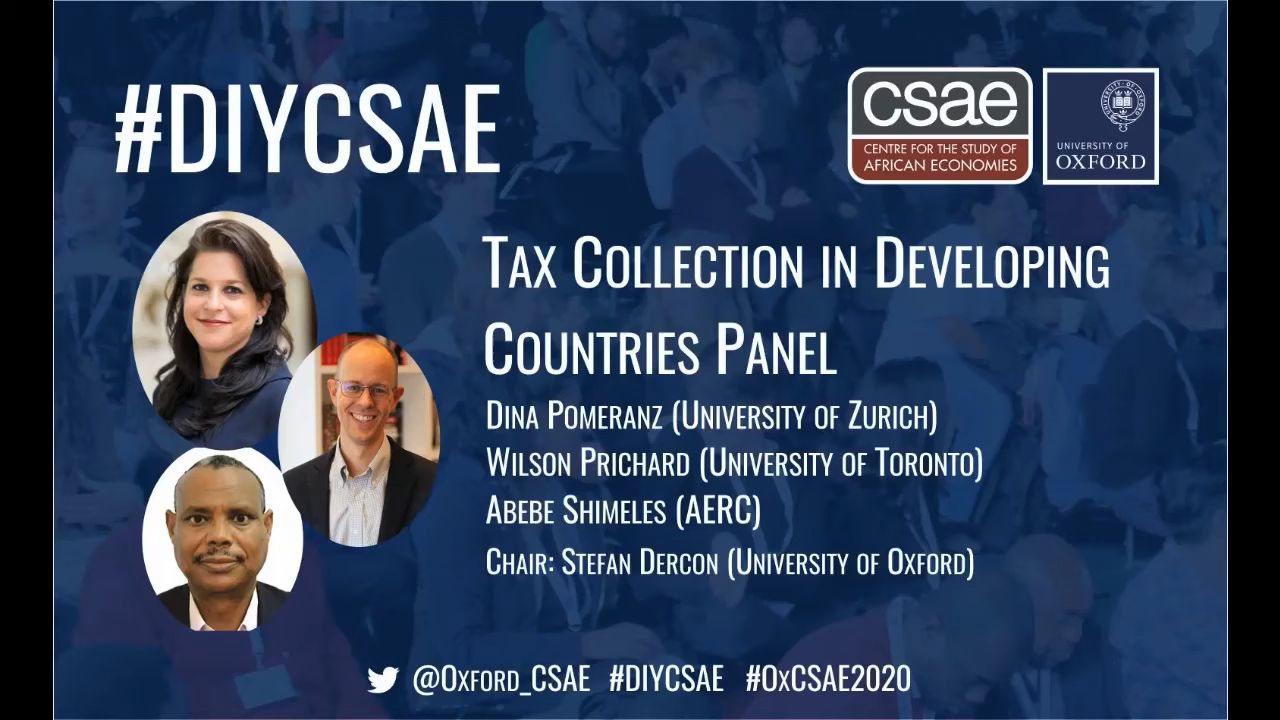 #DIYCSAE
csae
CENTRE FOR THE STUDY OF
AFRICAN ECONOMIES
UNIVERSITY OF
OXFORD
TAX COLLECTION IN DEVELOPING
COUNTRIES PANEL
DINA POMERANZ (UNIVERSITY OF ZURICH)
WILSON PRICHARD (UNIVERSITY OF TORONTO)
ABEBE SHIMELES (AERC)
CHAIR: STEFAN DERCON (UNIVERSITY OF OXFORD)
@OXFORD_CSAE #DIYCSAE #OXCSAE2020